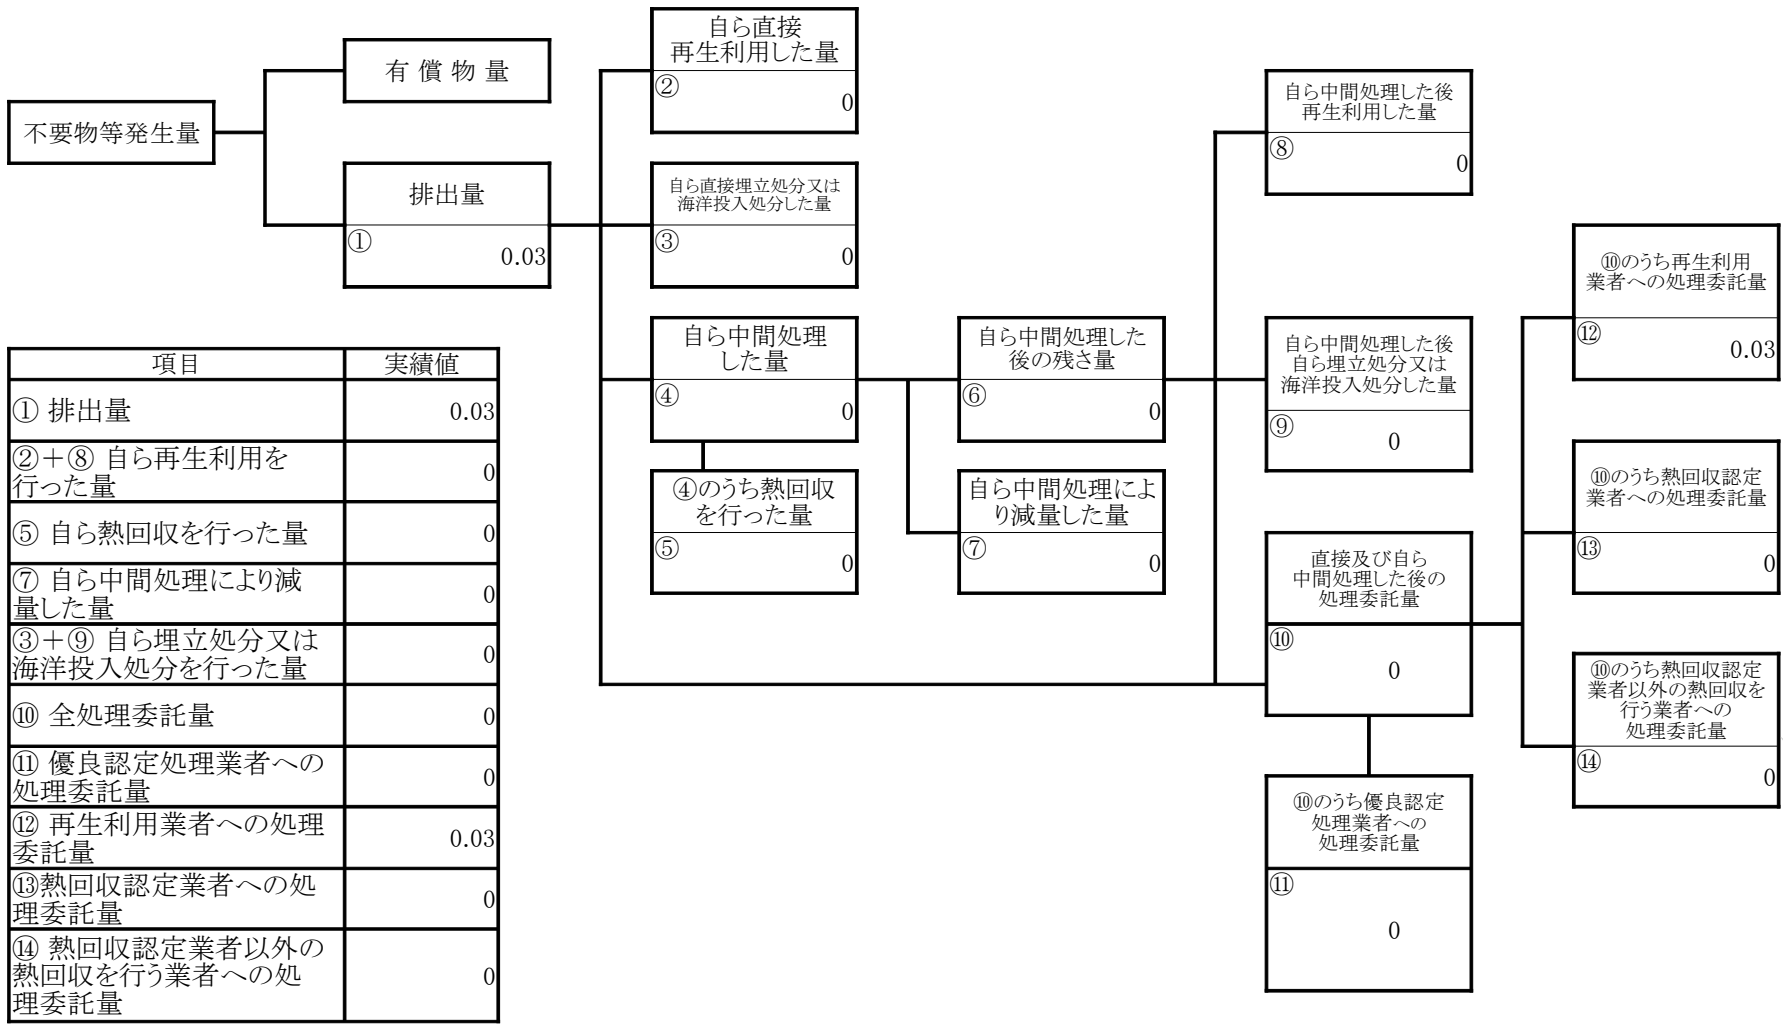 不要物等発生量
有 償 物 量
排出量
①
0.03
自ら直接
再生利用した量
②
0
自ら直接埋立処分又は
海洋投入処分した量
③
0
自ら中間処理
した量
④
0
④のうち熱回収
を行った量
⑤
0
自ら中間処理した
後の残さ量
⑥
0
自ら中間処理によ
り減量した量
⑦
0
自ら中間処理した後
再生利用した量
⑧
0
自ら中間処理した後
自ら埋立処分又は
海洋投入処分した量
⑨
0
直接及び自ら
中間処理した後の
処理委託量
⑩
0
⑩のうち優良認定
処理業者への
処理委託量
⑪
0
⑩のうち再生利用
業者への処理委託量
⑫
0.03
⑩のうち熱回収認定
業者への処理委託量
⑬
0
⑩のうち熱回収認定
業者以外の熱回収を
行う業者への
処理委託量
⑭
0
項目 実績値
① 排出量 0.03
②＋⑧ 自ら再生利用を
行った量 0
⑤ 自ら熱回収を行った量 0
⑦ 自ら中間処理により減
量した量 0
③＋⑨ 自ら埋立処分又は
海洋投入処分を行った量 0
⑩ 全処理委託量 0
⑪ 優良認定処理業者への
処理委託量 0
⑫ 再生利用業者への処理
委託量 0.03
⑬熱回収認定業者への処
理委託量 0
⑭ 熱回収認定業者以外の
熱回収を行う業者への処
理委託量 0